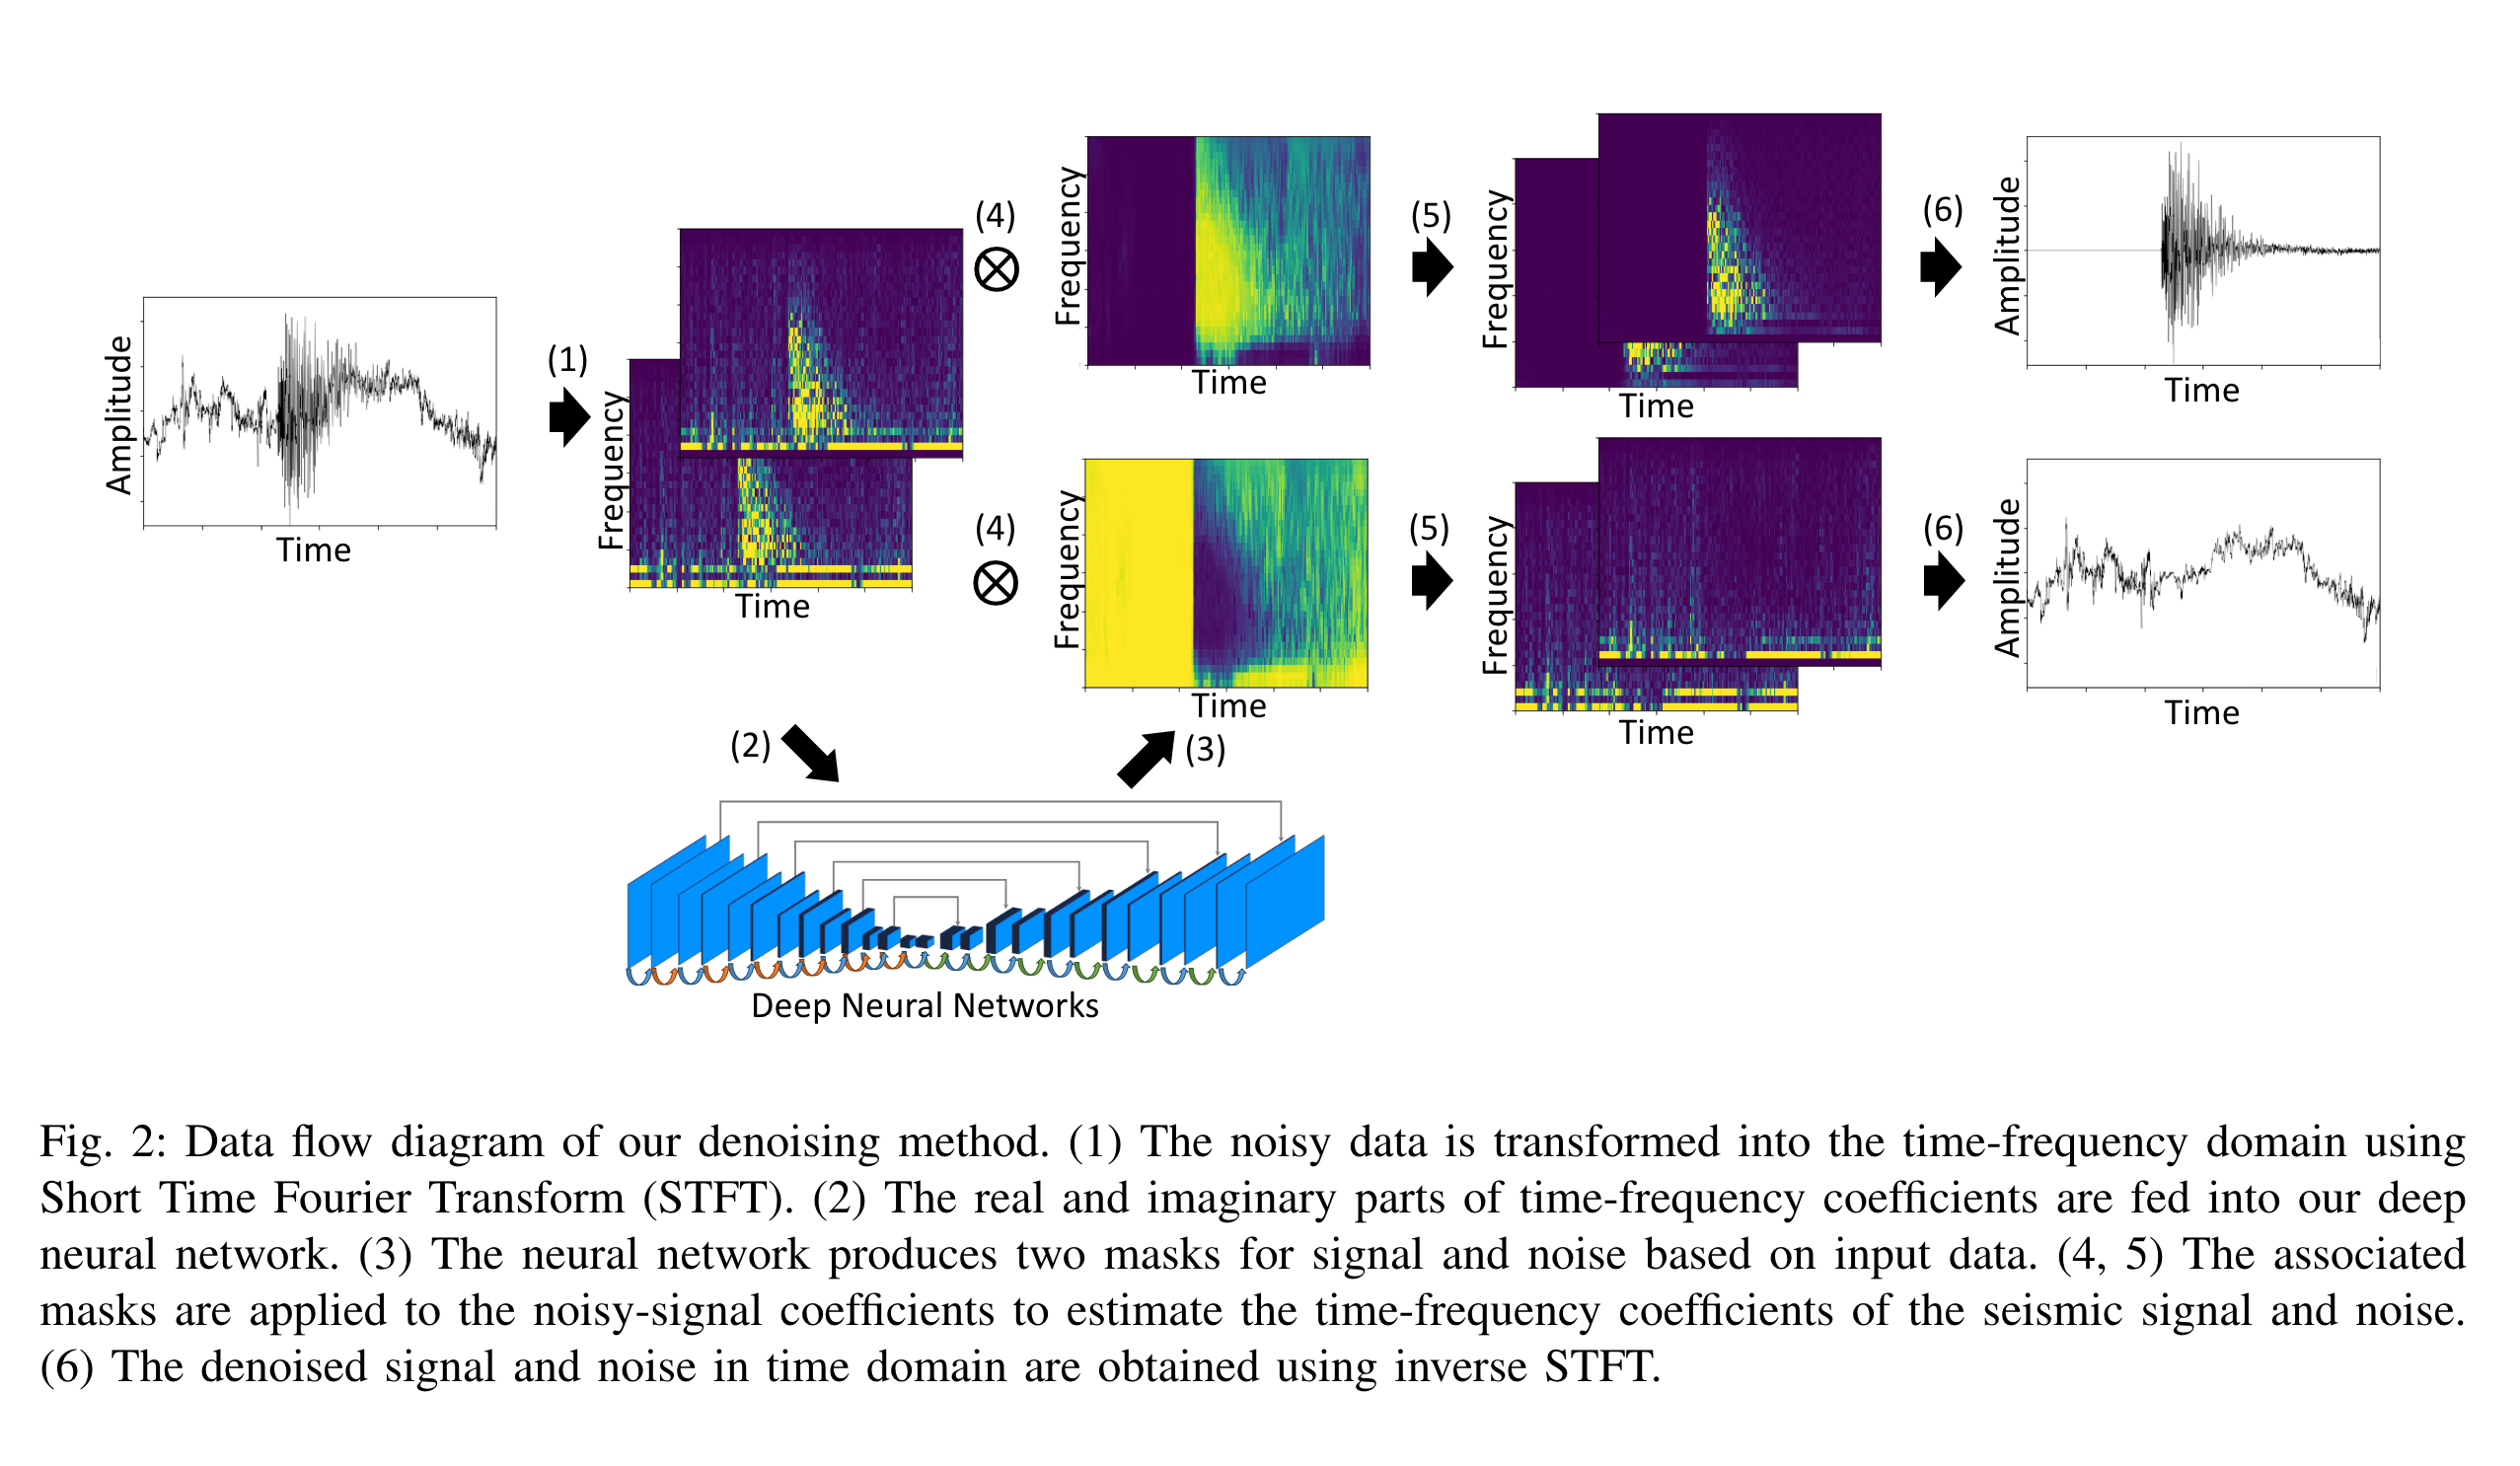 Amplitude
Time
(1)
Frequency
Time
(4)
Frequency
Time
(5)
Frequency
Time
(6)
Amplitude
Time
(4)
Frequency
Time
(5)
Frequency
Time
(6)
Amplitude
Time
(2)
(3)
Deep Neural Networks
Fig. 2: Data flow diagram of our denoising method. (1) The noisy data is transformed into the time-frequency domain using
Short Time Fourier Transform (STFT). (2) The real and imaginary parts of time-frequency coefficients are fed into our deep
neural network. (3) The neural network produces two masks for signal and noise based on input data. (4, 5) The associated
masks are applied to the noisy-signal coefficients to estimate the time-frequency coefficients of the seismic signal and noise.
(6) The denoised signal and noise in time domain are obtained using inverse STFT.